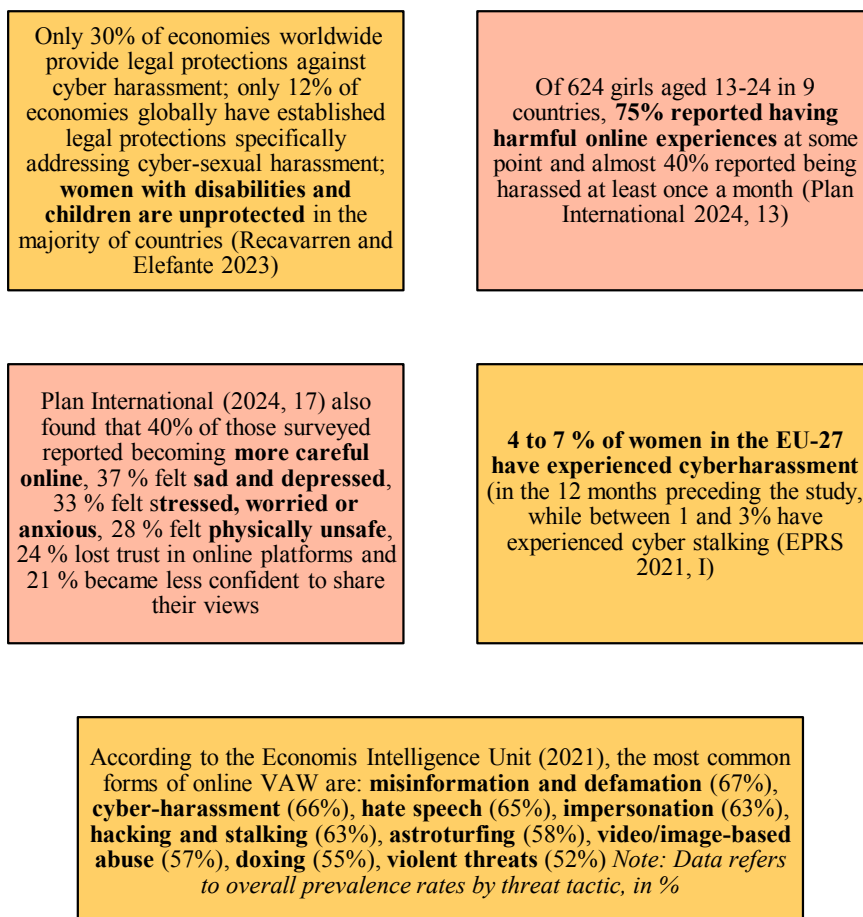 Only 30% of economies worldwide
provide legal protections against
cyber harassment; only 12% of
economies globally have established
legal protections specifically
addressing cyber-sexual harassment;
women with disabilities and
children are unprotected in the
majority of countries (Recavarren and
Elefante 2023)
Of 624 girls aged 13-24 in 9
countries, 75% reported having
harmful online experiences at some
point and almost 40% reported being
harassed at least once a month (Plan
International 2024, 13)
Plan International (2024, 17) also
found that 40% of those surveyed
reported becoming more careful
online, 37 % felt sad and depressed,
33 % felt stressed, worried or
anxious, 28 % felt physically unsafe,
24 % lost trust in online platforms and
21 % became less confident to share
their views
4 to 7 % of women in the EU-27
have experienced cyberharassment
(in the 12 months preceding the study,
while between 1 and 3% have
experienced cyber stalking (EPRS
2021, I)
According to the Economis Intelligence Unit (2021), the most common
forms of online VAW are: misinformation and defamation (67%),
cyber-harassment (66%), hate speech (65%), impersonation (63%),
hacking and stalking (63%), astroturfing (58%), video/image-based
abuse (57%), doxing (55%), violent threats (52%) Note: Data refers
to overall prevalence rates by threat tactic, in %